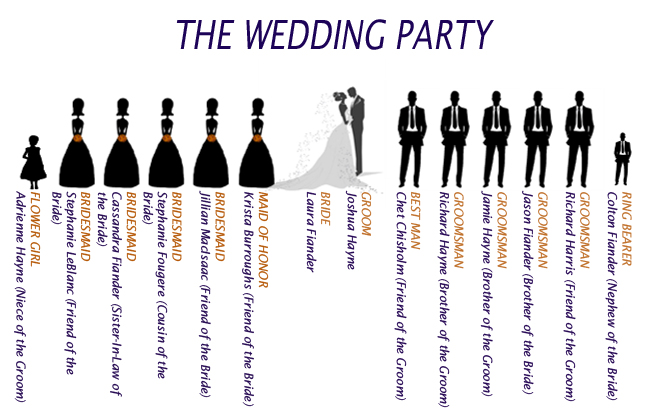 THE WEDDING PARTY
FLOWER GIRL
Adrienne Hayne (Niece of the Groom)
BRIDESMAID
Stephanie LeBlanc (Friend of the
Bride)
BRIDESMAID
Cassandra Fiander (Sister-In-Law of
the Bride)
BRIDESMAID
Stephanie Fougere (Cousin of the
Bride)
BRIDESMAID
Jillian MacIsaac (Friend of the Bride)
MAID OF HONOR
Krista Burroughs (Friend of the Bride)
BRIDE
Laura Fiander
GROOM
Joshua Hayne
BEST MAN
Chet Chisholm (Friend of the Groom)
GROOMSMAN
Richard Hayne (Brother of the Groom)
GROOMSMAN
Jamie Hayne (Brother of the Groom)
GROOMSMAN
Jason Fiander (Brother of the Bride)
GROOMSMAN
Richard Harris (Friend of the Groom)
RING BEARER
Colton Fiander (Nephew of the Bride)